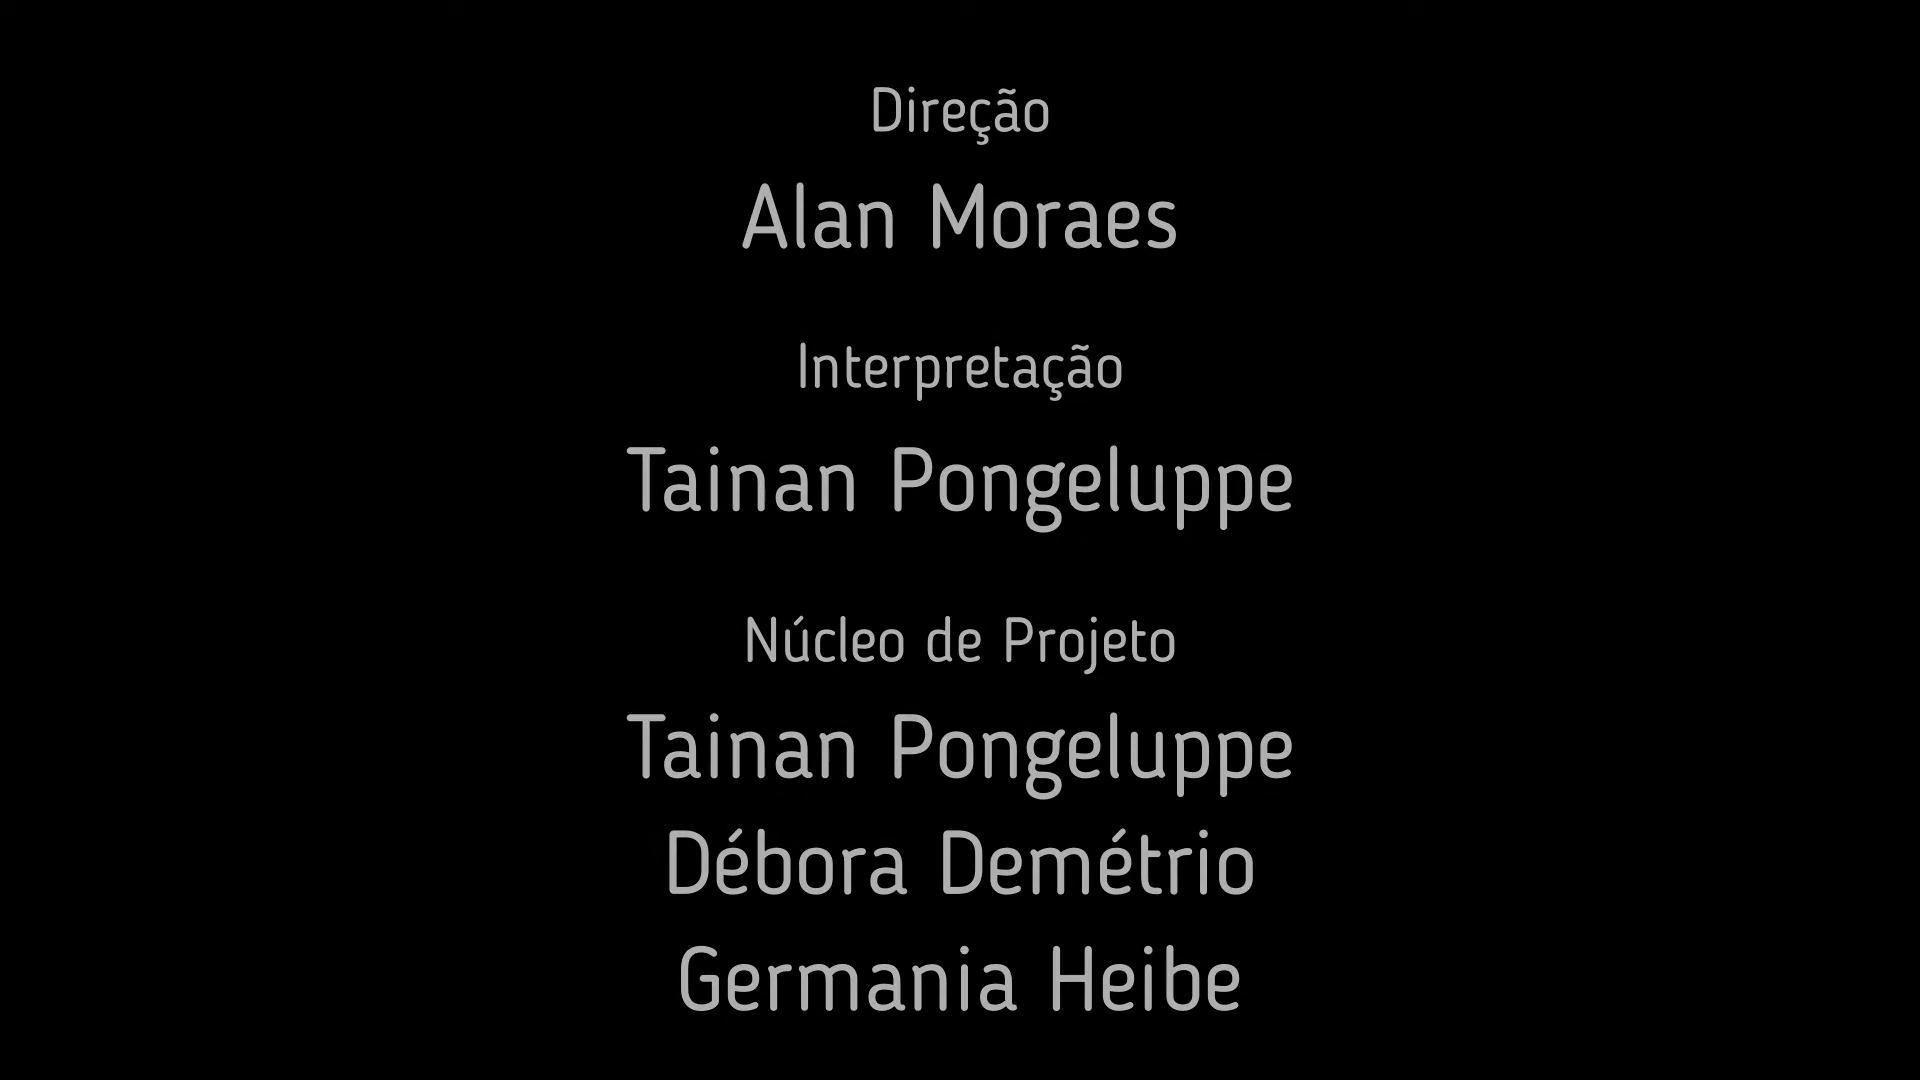 Direção
Alan Moraes
Interpretação
Tainan Pongeluppe
Núcleo de Projeto
Tainan Pongeluppe
Débora Demétrio
Germania Heibe